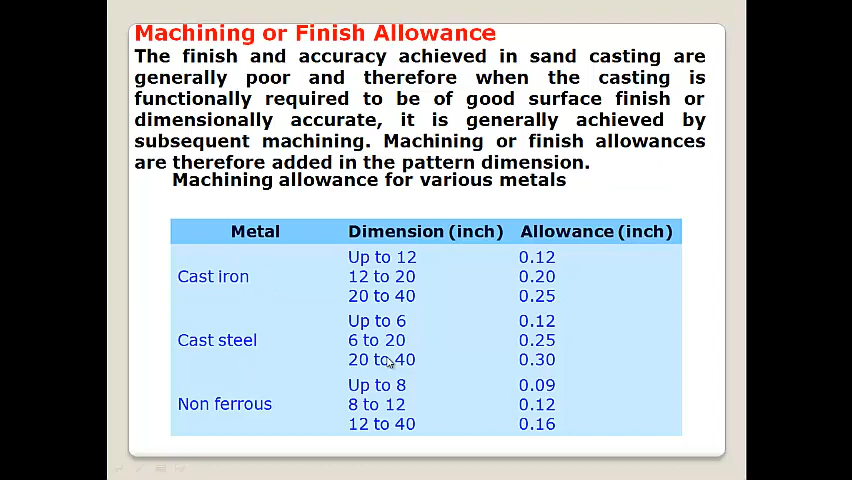 Machining or Finish Allowance
The finish and accuracy achieved in sand casting are
generally poor and therefore when the casting is
functionally required to be of good surface finish or
dimensionally accurate, it is generally achieved by
subsequent machining. Machining or finish allowances
are therefore added in the pattern dimension.
Machining allowance for various metals
Metal Dimension (inch) Allowance (inch)
Up to 12 0.12
Cast iron 12 to 20 0.20
20 to 40 0.25
Up to 6 0.12
Cast steel 6 to 20 0.25
20 to 40 0.30
Up to 8 0.09
Non ferrous 8 to 12 0.12
12 to 40 0.16